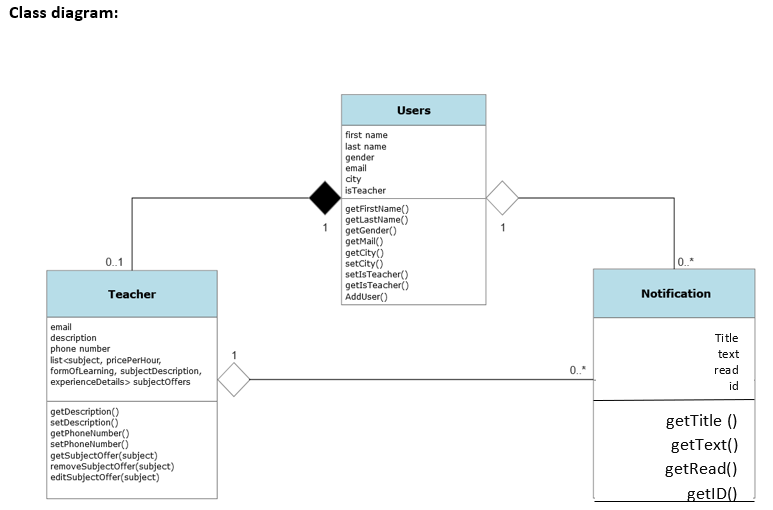 Class diagram:
Users
first name
last name
gender
email
city
isTeacher
getFirstName()
getLastName()
getGender()
getMail()
getCity()
setCity()
setIsTeacher()
getIsTeacher()
AddUser()
1
1
0..1
0..*
Teacher
email
description
phone number
list<subject, pricePerHour,
formOfLearning, subjectDescription,
experienceDetails> subjectOffers
getDescription()
setDescription()
getPhoneNumber()
setPhoneNumber()
getSubjectOffer(subject)
removeSubjectOffer(subject)
editSubjectOffer(subject)
1
0..*
Notification
Title
text
read
id
getTitle ()
getText()
getRead()
getID()